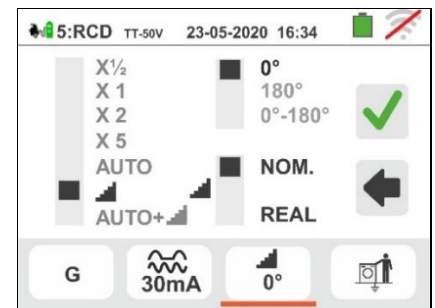 5:RCD TT-50V 23-05-2020 16:34
X½ 0°
X 1 180°
X 2 0°-180°
X 5
AUTO NOM.
AUTO+ REAL
G 30mA 0°